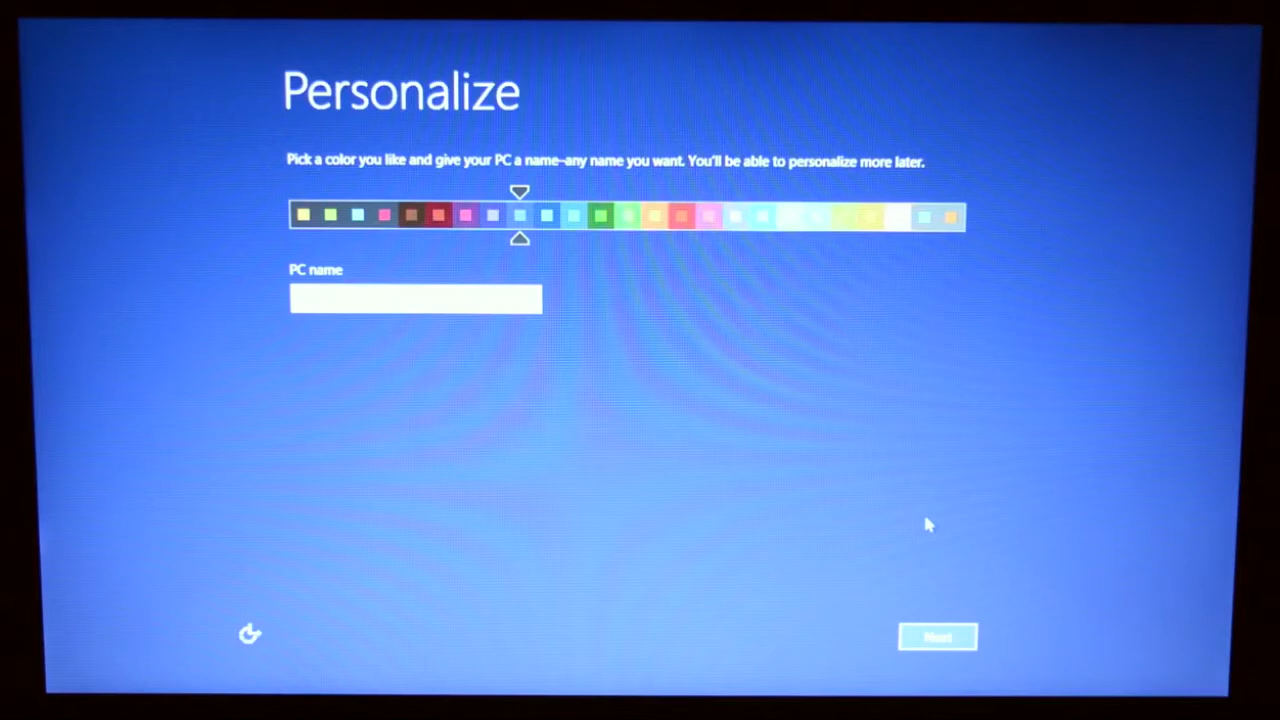 Personalize
Pick a color you like and give your PC a name–any name you want. You'll be able to personalize more later.
PC name
Next